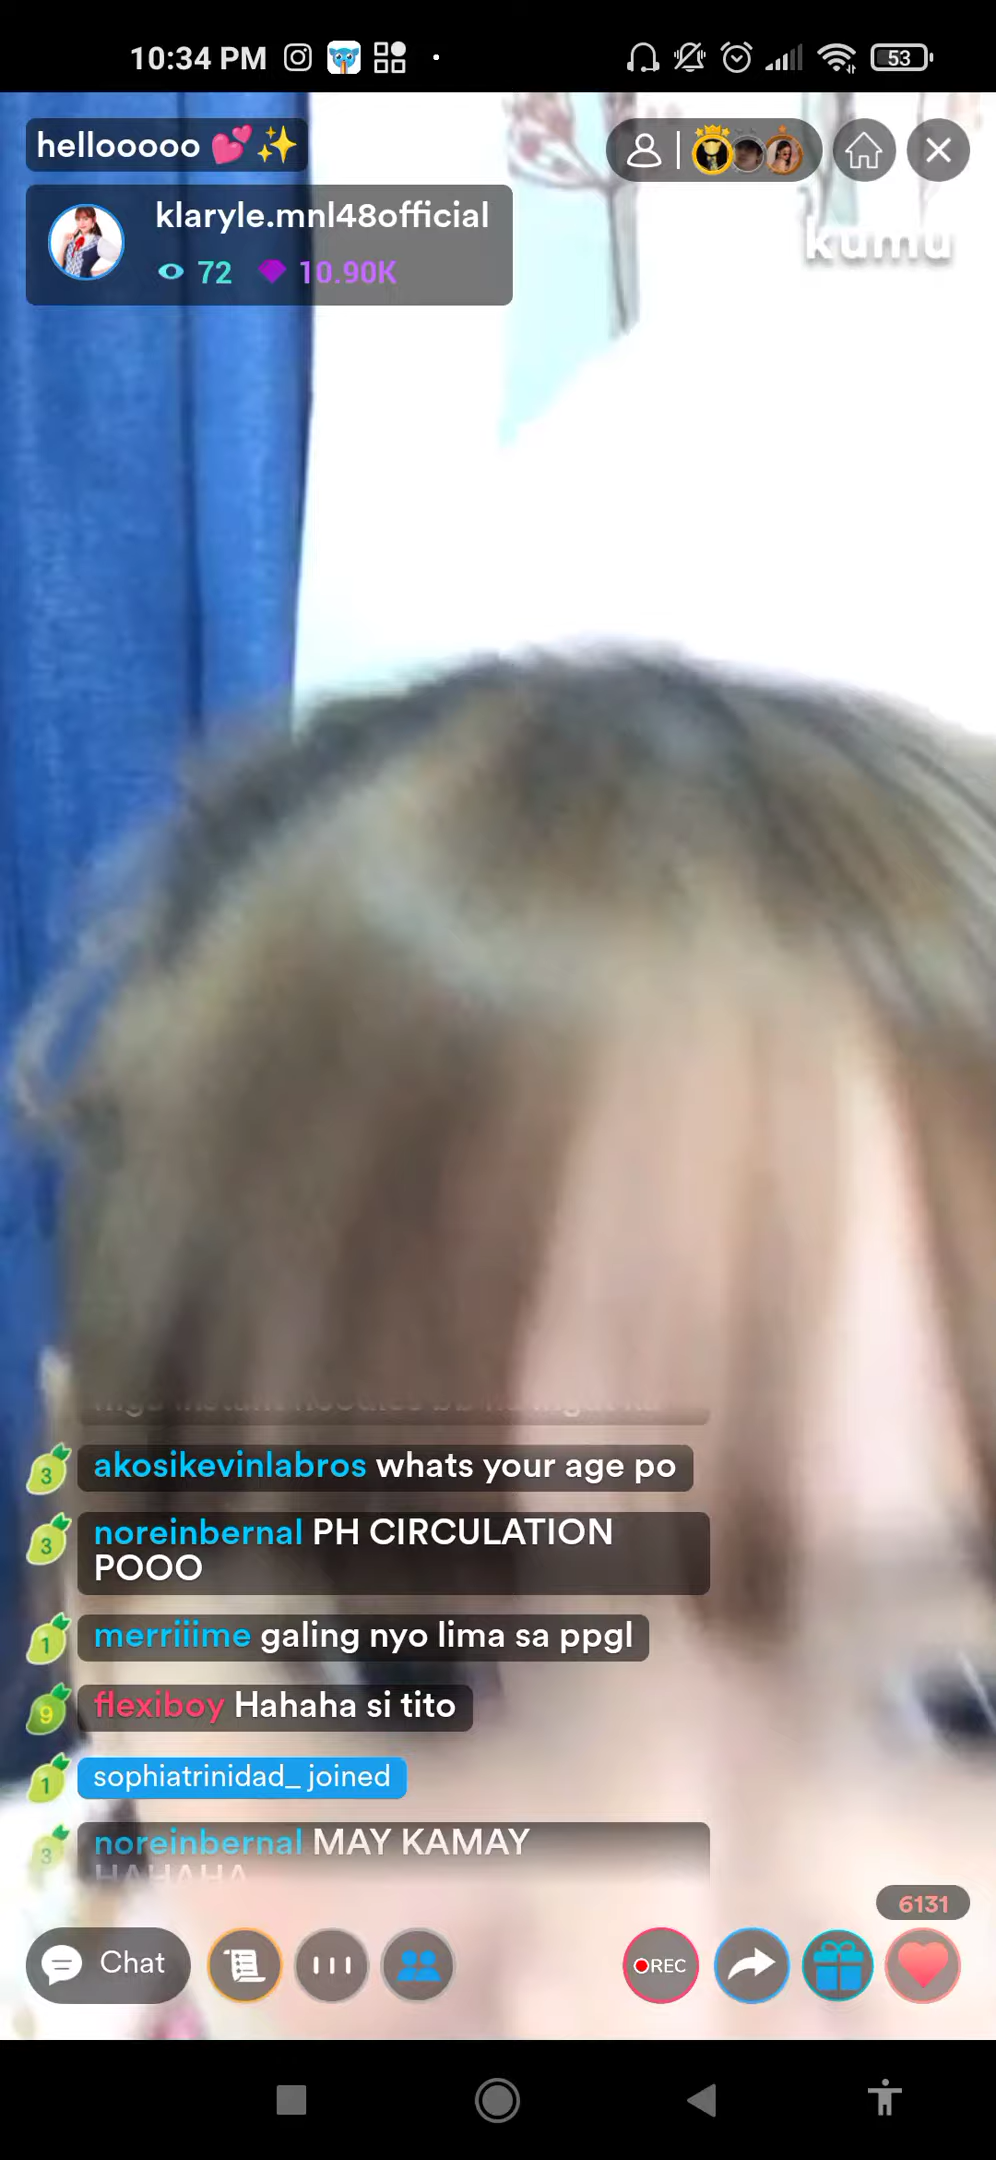 10:34 PM
53
hellooooo 💕✨
klaryle.mnl48official
72 10.90K
kumu
akosikevinlabros whats your age po
3
noreinbernal PH CIRCULATION
POOO
3
merriiime galing nyo lima sa ppgl
1
flexiboy Hahaha si tito
9
sophiatrinidad_ joined
1
noreinbernal MAY KAMAY
HAHAHA
3
6131
Chat
REC